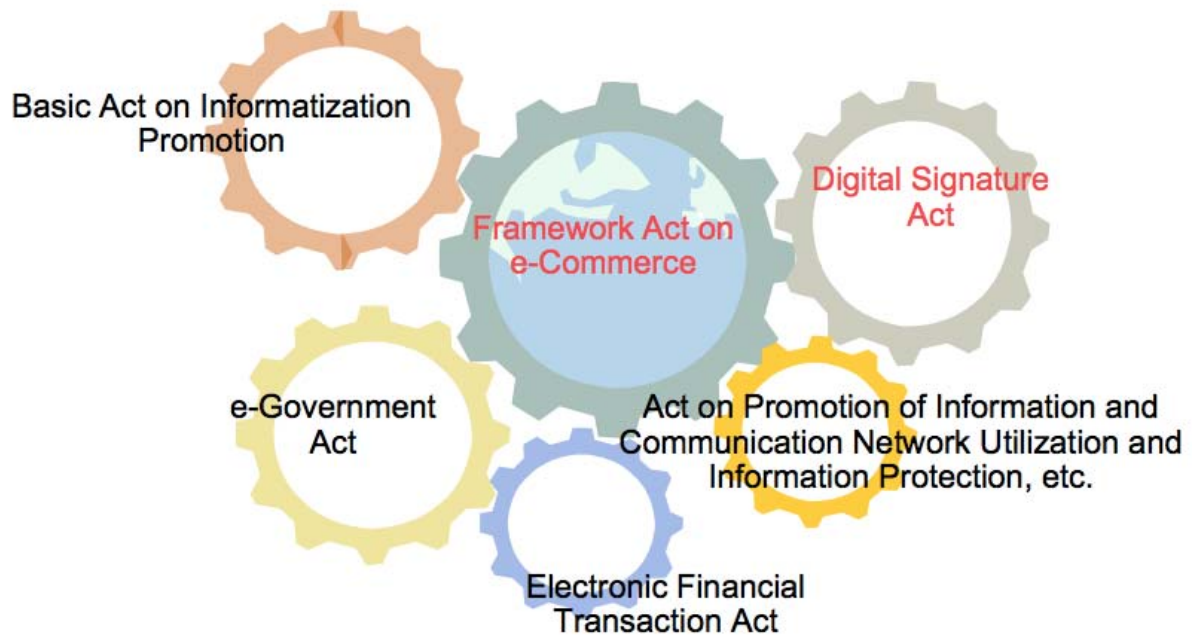 Basic Act on Informatization
Promotion
Framework Act on
e-Commerce
Digital Signature
Act
e-Government
Act
Act on Promotion of Information and
Communication Network Utilization and
Information Protection, etc.
Electronic Financial
Transaction Act